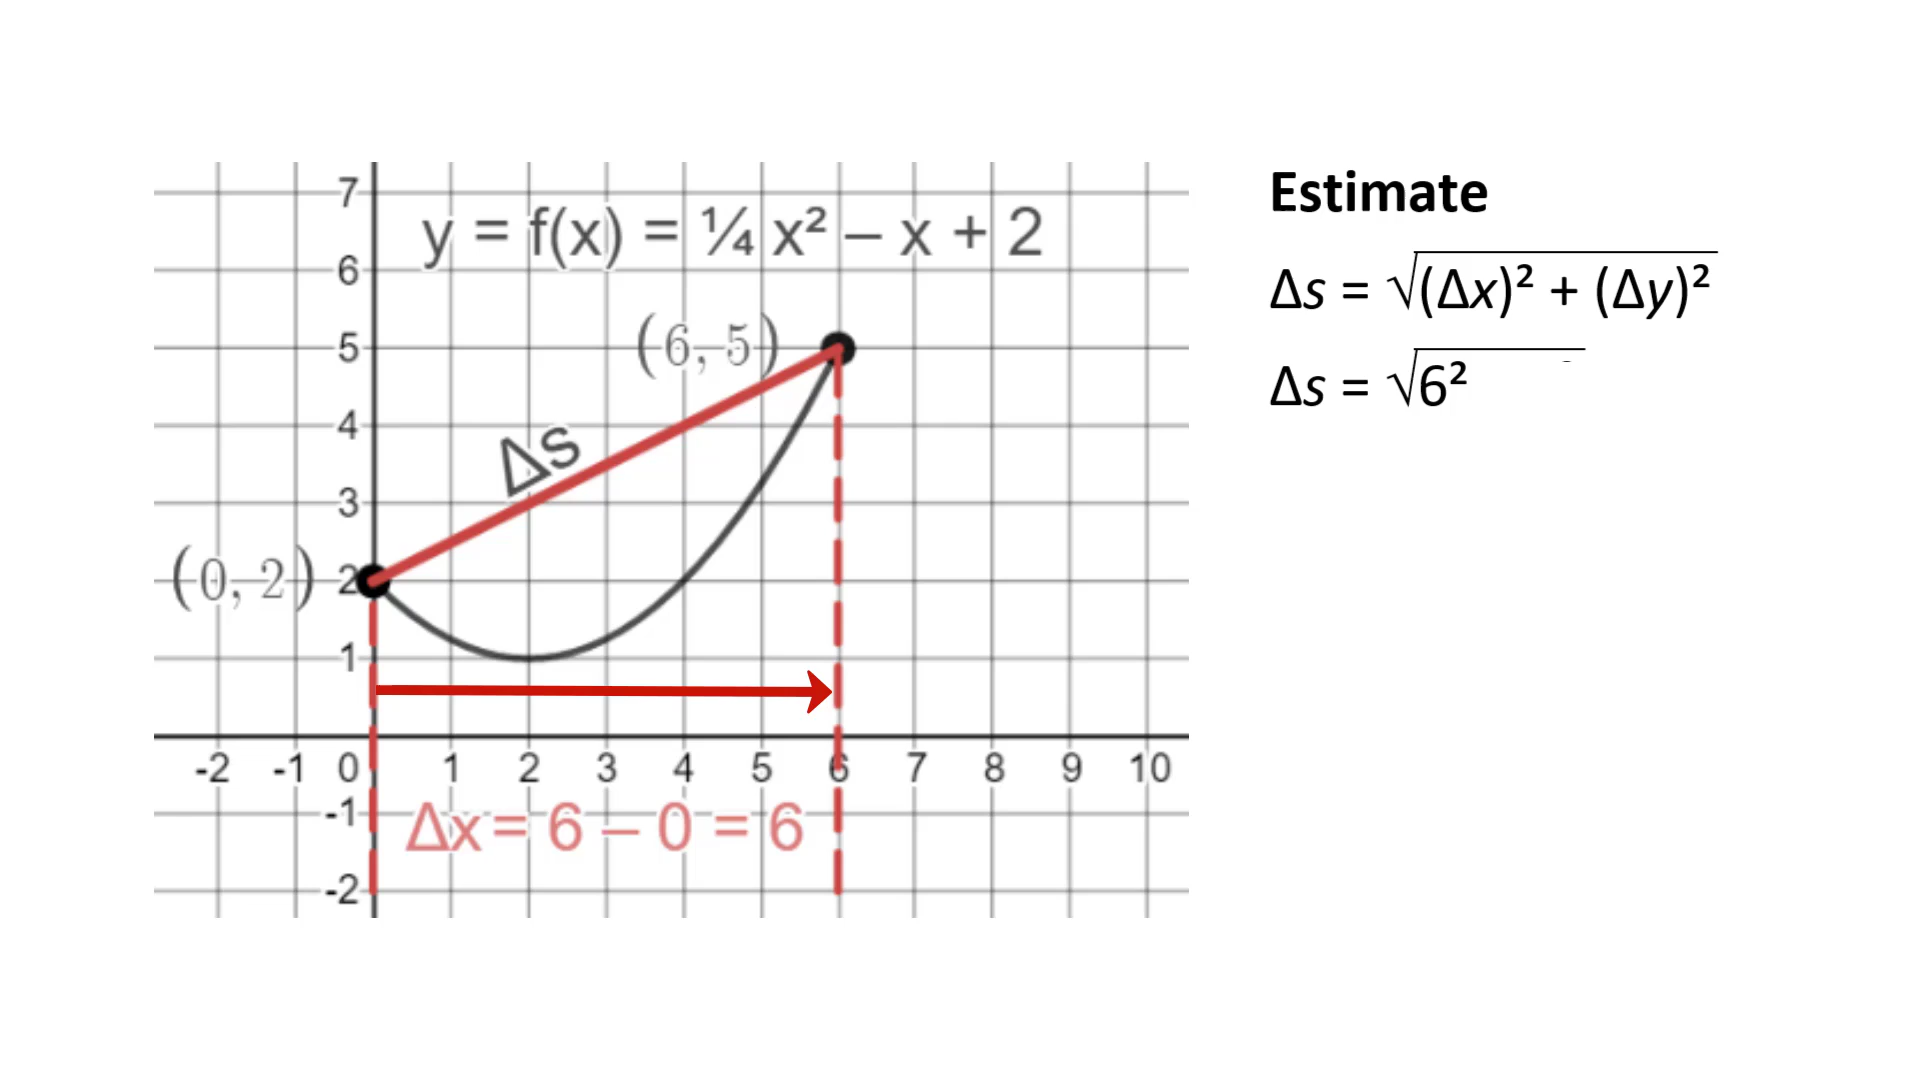 Estimate
Δs = √(Δx)² + (Δy)²
Δs = √6²
y = f(x) = ¼ x² – x + 2
(6, 5)
Δs
(0, 2)
7
6
5
4
3
2
1
-2 -1 0 1 2 3 4 5 6 7 8 9 10
-1
Δx = 6 – 0 = 6
-2